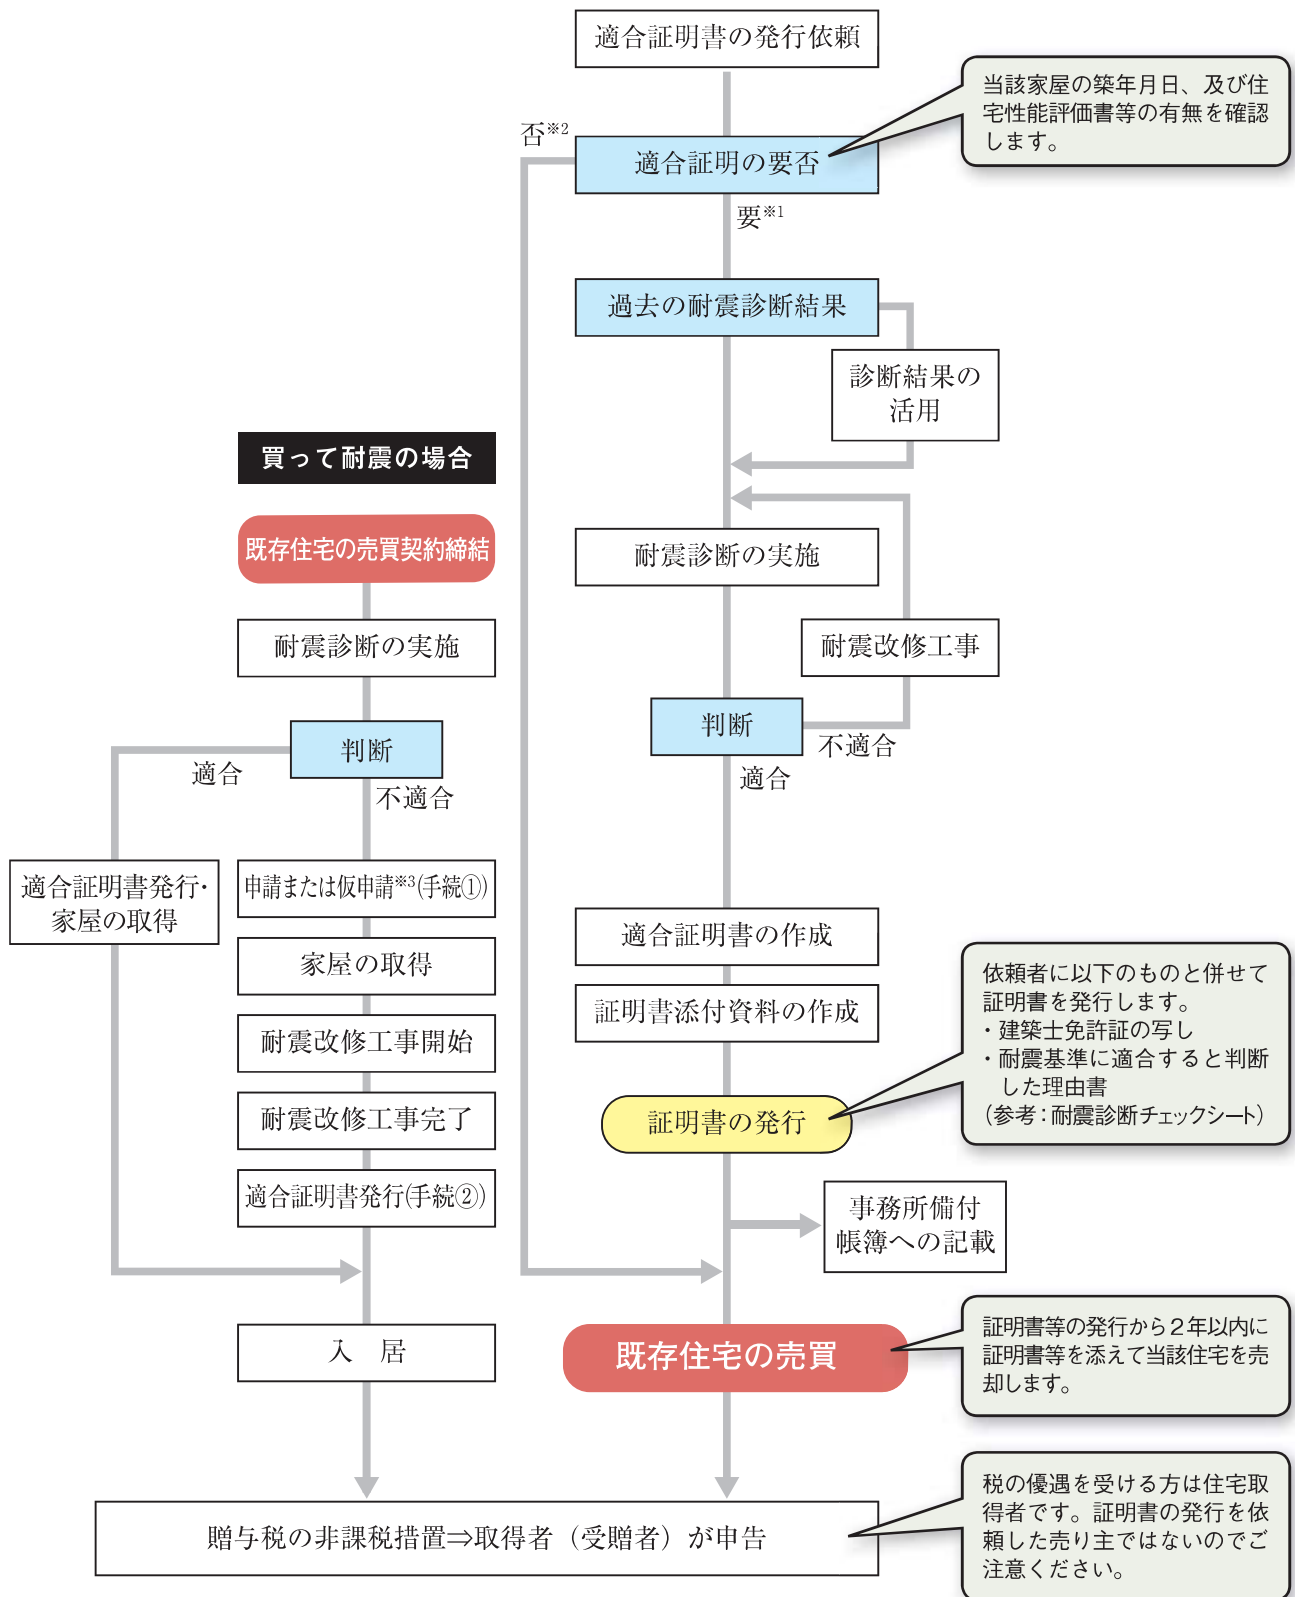 適合証明書の発行依頼
当該家屋の築年月日、及び住
宅性能評価書等の有無を確認
します。
否※2
適合証明の要否
要※1
過去の耐震診断結果
診断結果の
活用
耐震診断の実施
耐震改修工事
判断
不適合
適合
適合証明書の作成
証明書添付資料の作成
依頼者に以下のものと併せて
証明書を発行します。
・建築士免許証の写し
・耐震基準に適合すると判断
した理由書
（参考：耐震診断チェックシート）
証明書の発行
事務所備付
帳簿への記載
既存住宅の売買
証明書等の発行から２年以内に
証明書等を添えて当該住宅を売
却します。
買って耐震の場合
既存住宅の売買契約締結
耐震診断の実施
判断
適合
不適合
適合証明書発行・
家屋の取得
申請または仮申請※3(手続①)
家屋の取得
耐震改修工事開始
耐震改修工事完了
適合証明書発行(手続②)
入　居
贈与税の非課税措置⇒取得者（受贈者）が申告
税の優遇を受ける方は住宅取
得者です。証明書の発行を依
頼した売り主ではないのでご
注意ください。